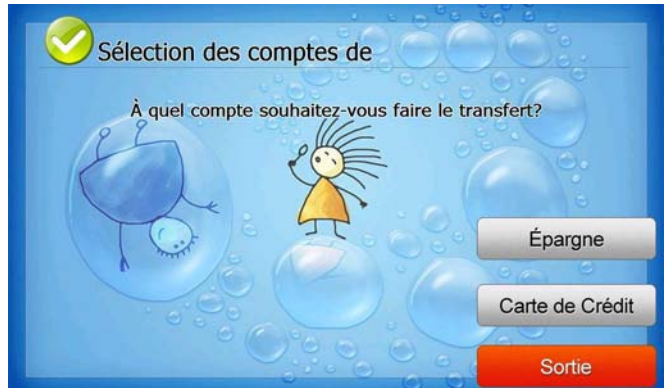 Sélection des comptes de
À quel compte souhaitez-vous faire le transfert?
Épargne
Carte de Crédit
Sortie